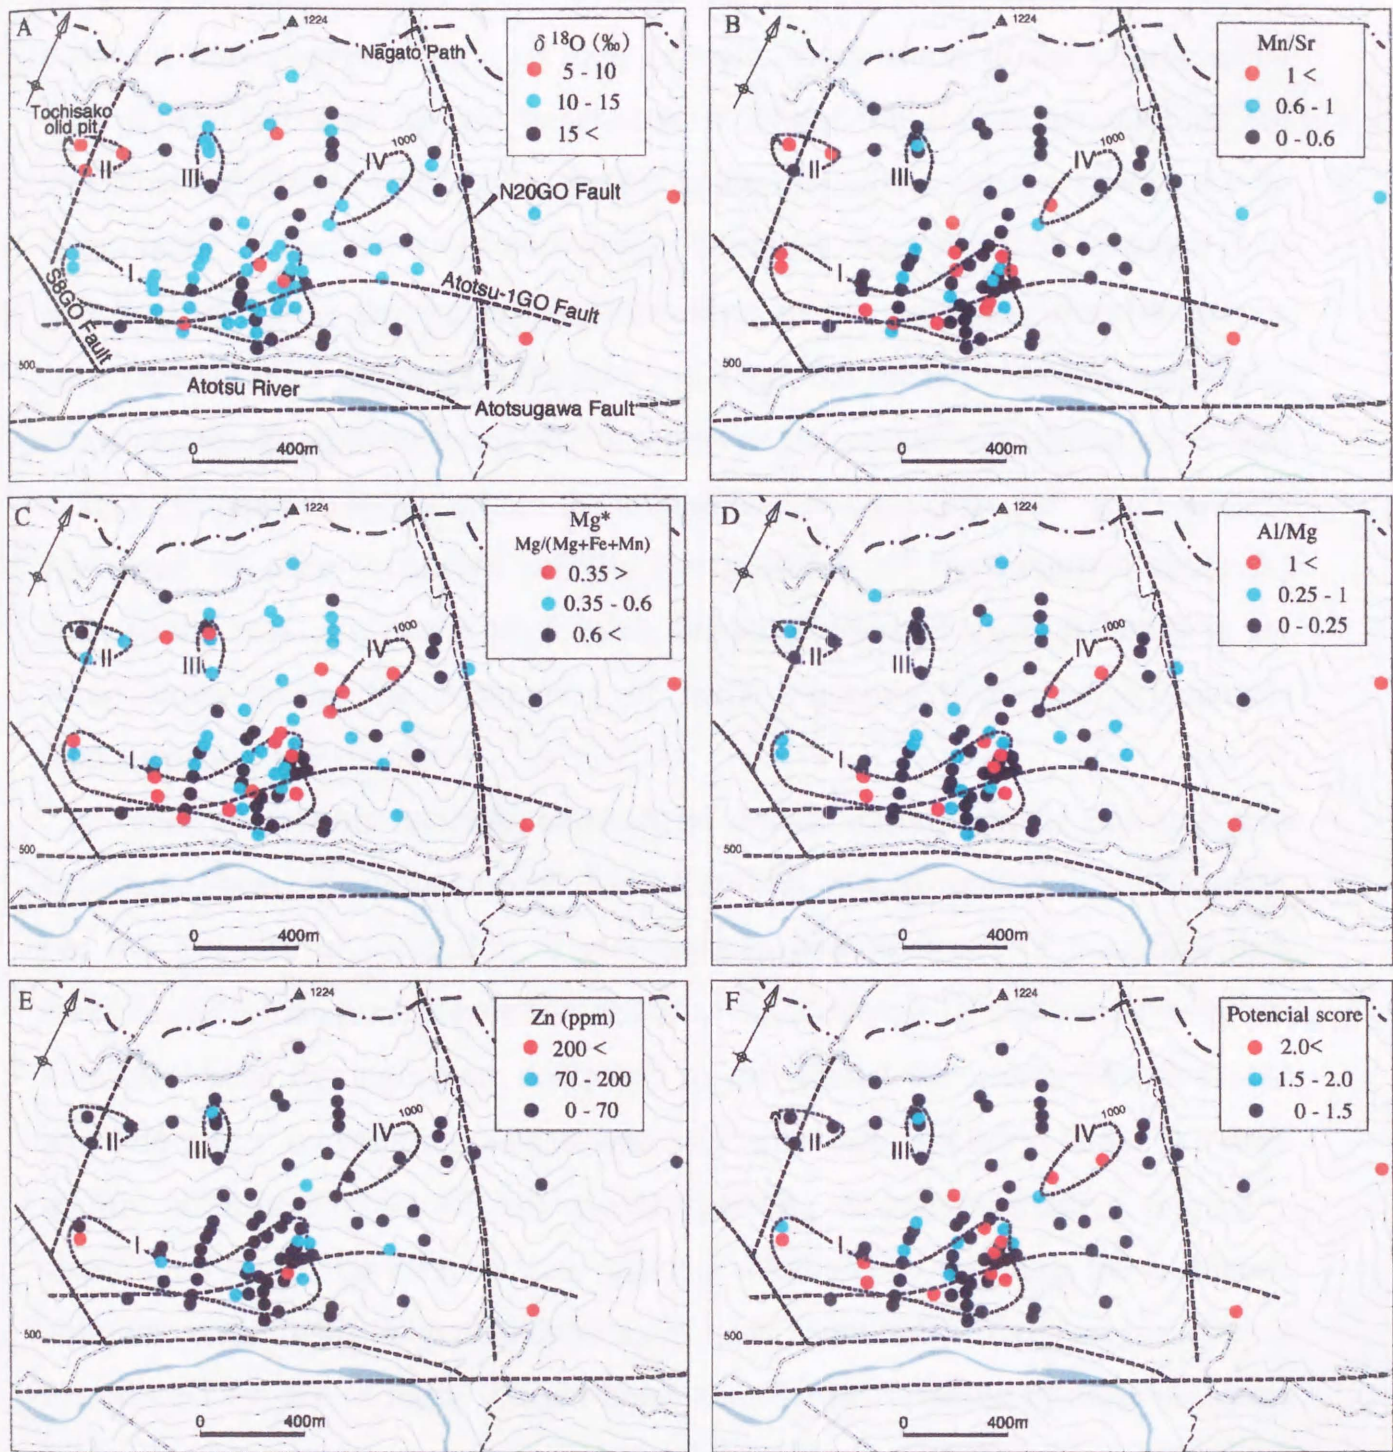 A
1224
Nagato Path
δ 18O (‰)
5 - 10
10 - 15
15 <
Tochisako
olid pit
II
III
IV
1000
N20GO Fault
I
S8GO Fault
Atotsu-1GO Fault
500
Atotsu River
Atotsugawa Fault
0 400m
B
1224
Mn/Sr
1 <
0.6 - 1
0 - 0.6
II
III
IV
1000
I
0 400m
C
1224
Mg*
Mg/(Mg+Fe+Mn)
0.35 >
0.35 - 0.6
0.6 <
II
III
IV
1000
I
500
0 400m
D
1224
Al/Mg
1 <
0.25 - 1
0 - 0.25
II
III
IV
1000
I
0 400m
E
1224
Zn (ppm)
200 <
70 - 200
0 - 70
II
III
IV
1000
I
500
0 400m
F
1224
Potencial score
2.0<
1.5 - 2.0
0 - 1.5
II
III
IV
1000
I
0 400m